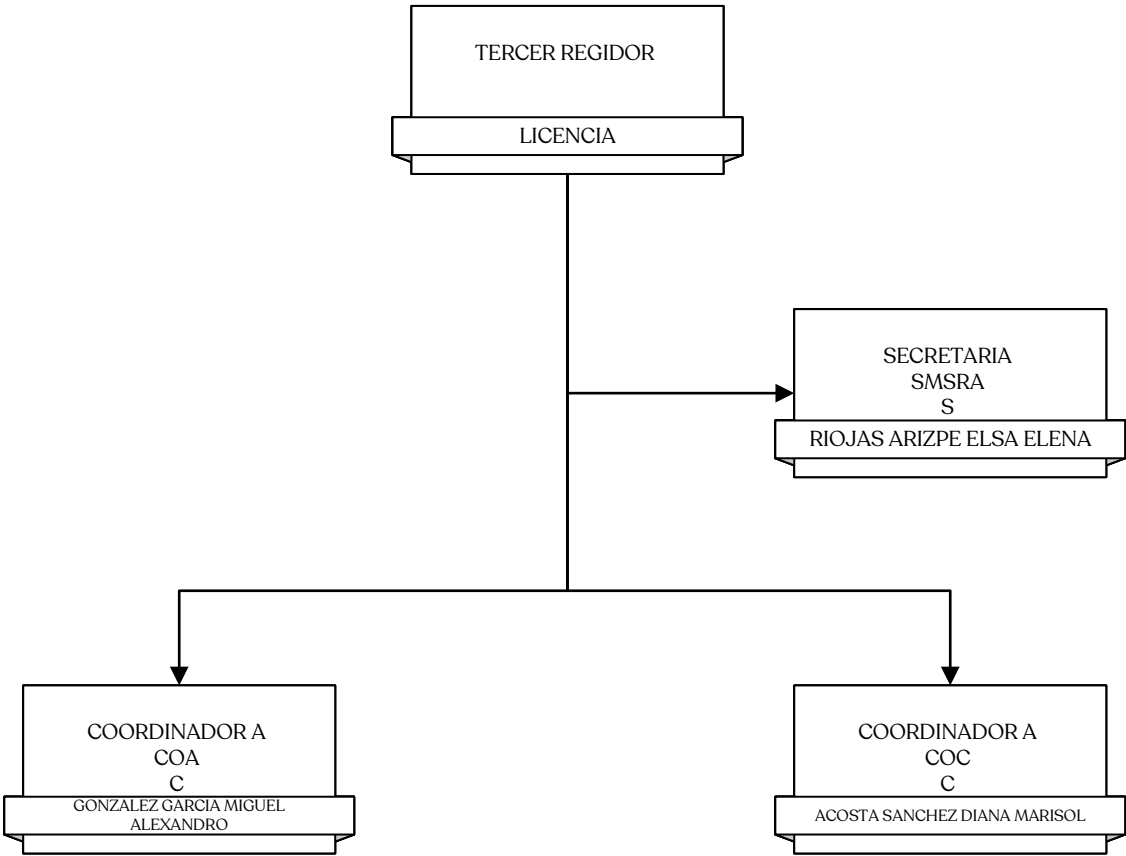 TERCER REGIDOR
LICENCIA
SECRETARIA
SMSRA
S
RIOJAS ARIZPE ELSA ELENA
COORDINADOR A
COA
C
GONZALEZ GARCIA MIGUEL
ALEXANDRO
COORDINADOR A
COC
C
ACOSTA SANCHEZ DIANA MARISOL